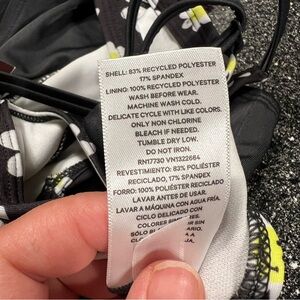 SHELL: 83% RECYCLED POLYESTER
17% SPANDEX
LINING: 100% RECYCLED POLYESTER
WASH BEFORE WEAR.
MACHINE WASH COLD.
DELICATE CYCLE WITH LIKE COLORS.
ONLY NON CHLORINE
BLEACH IF NEEDED.
TUMBLE DRY LOW.
DO NOT IRON.
RN17730 VN1322664
REVESTIMIENTO: 83% POLIÉSTER
RECICLADO, 17% SPANDEX
FORRO: 100% POLIÉSTER RECICLADO
LAVAR ANTES DE USAR.
LAVAR A MÁQUINA CON AGUA FRÍA.
CICLO DELICADO CON
COLORES
SÓLO